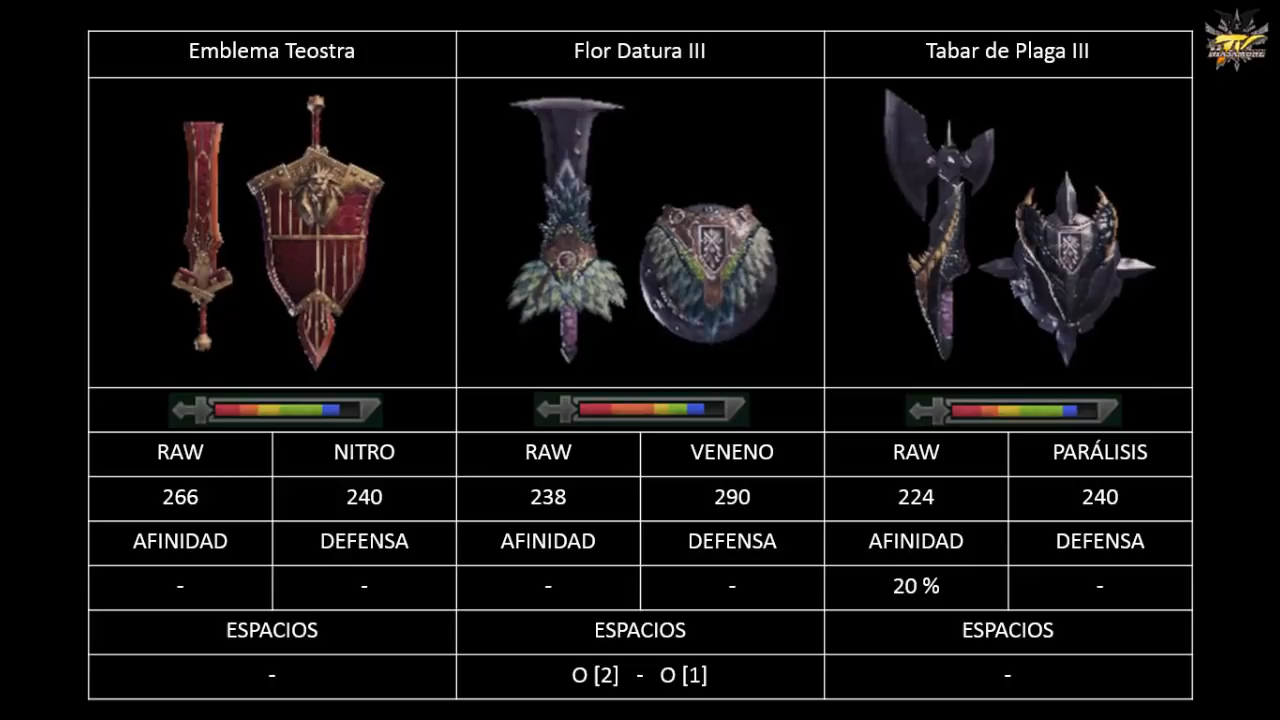 Emblema Teostra Flor Datura III Tabar de Plaga III
RAW NITRO RAW VENENO RAW PARÁLISIS
266 240 238 290 224 240
AFINIDAD DEFENSA AFINIDAD DEFENSA AFINIDAD DEFENSA
- - - - 20 % -
ESPACIOS ESPACIOS ESPACIOS
- O [2] - O [1] -